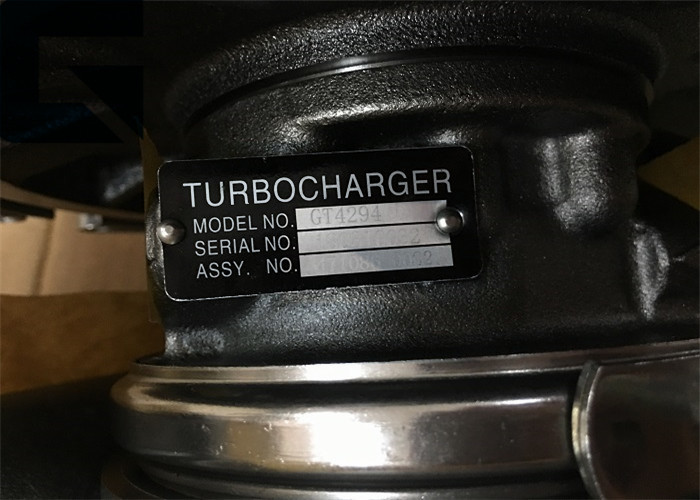 TURBOCHARGER
MODEL NO. GT4294
SERIAL NO.
ASSY. NO.